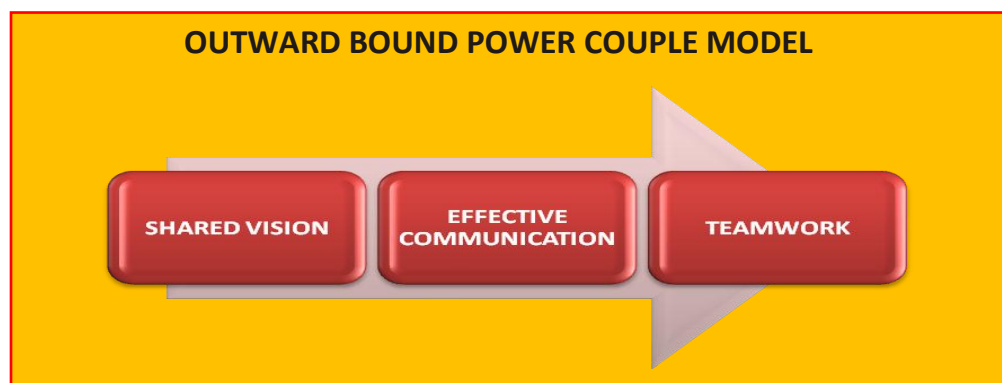 OUTWARD BOUND POWER COUPLE MODEL
SHARED VISION
EFFECTIVE
COMMUNICATION
TEAMWORK